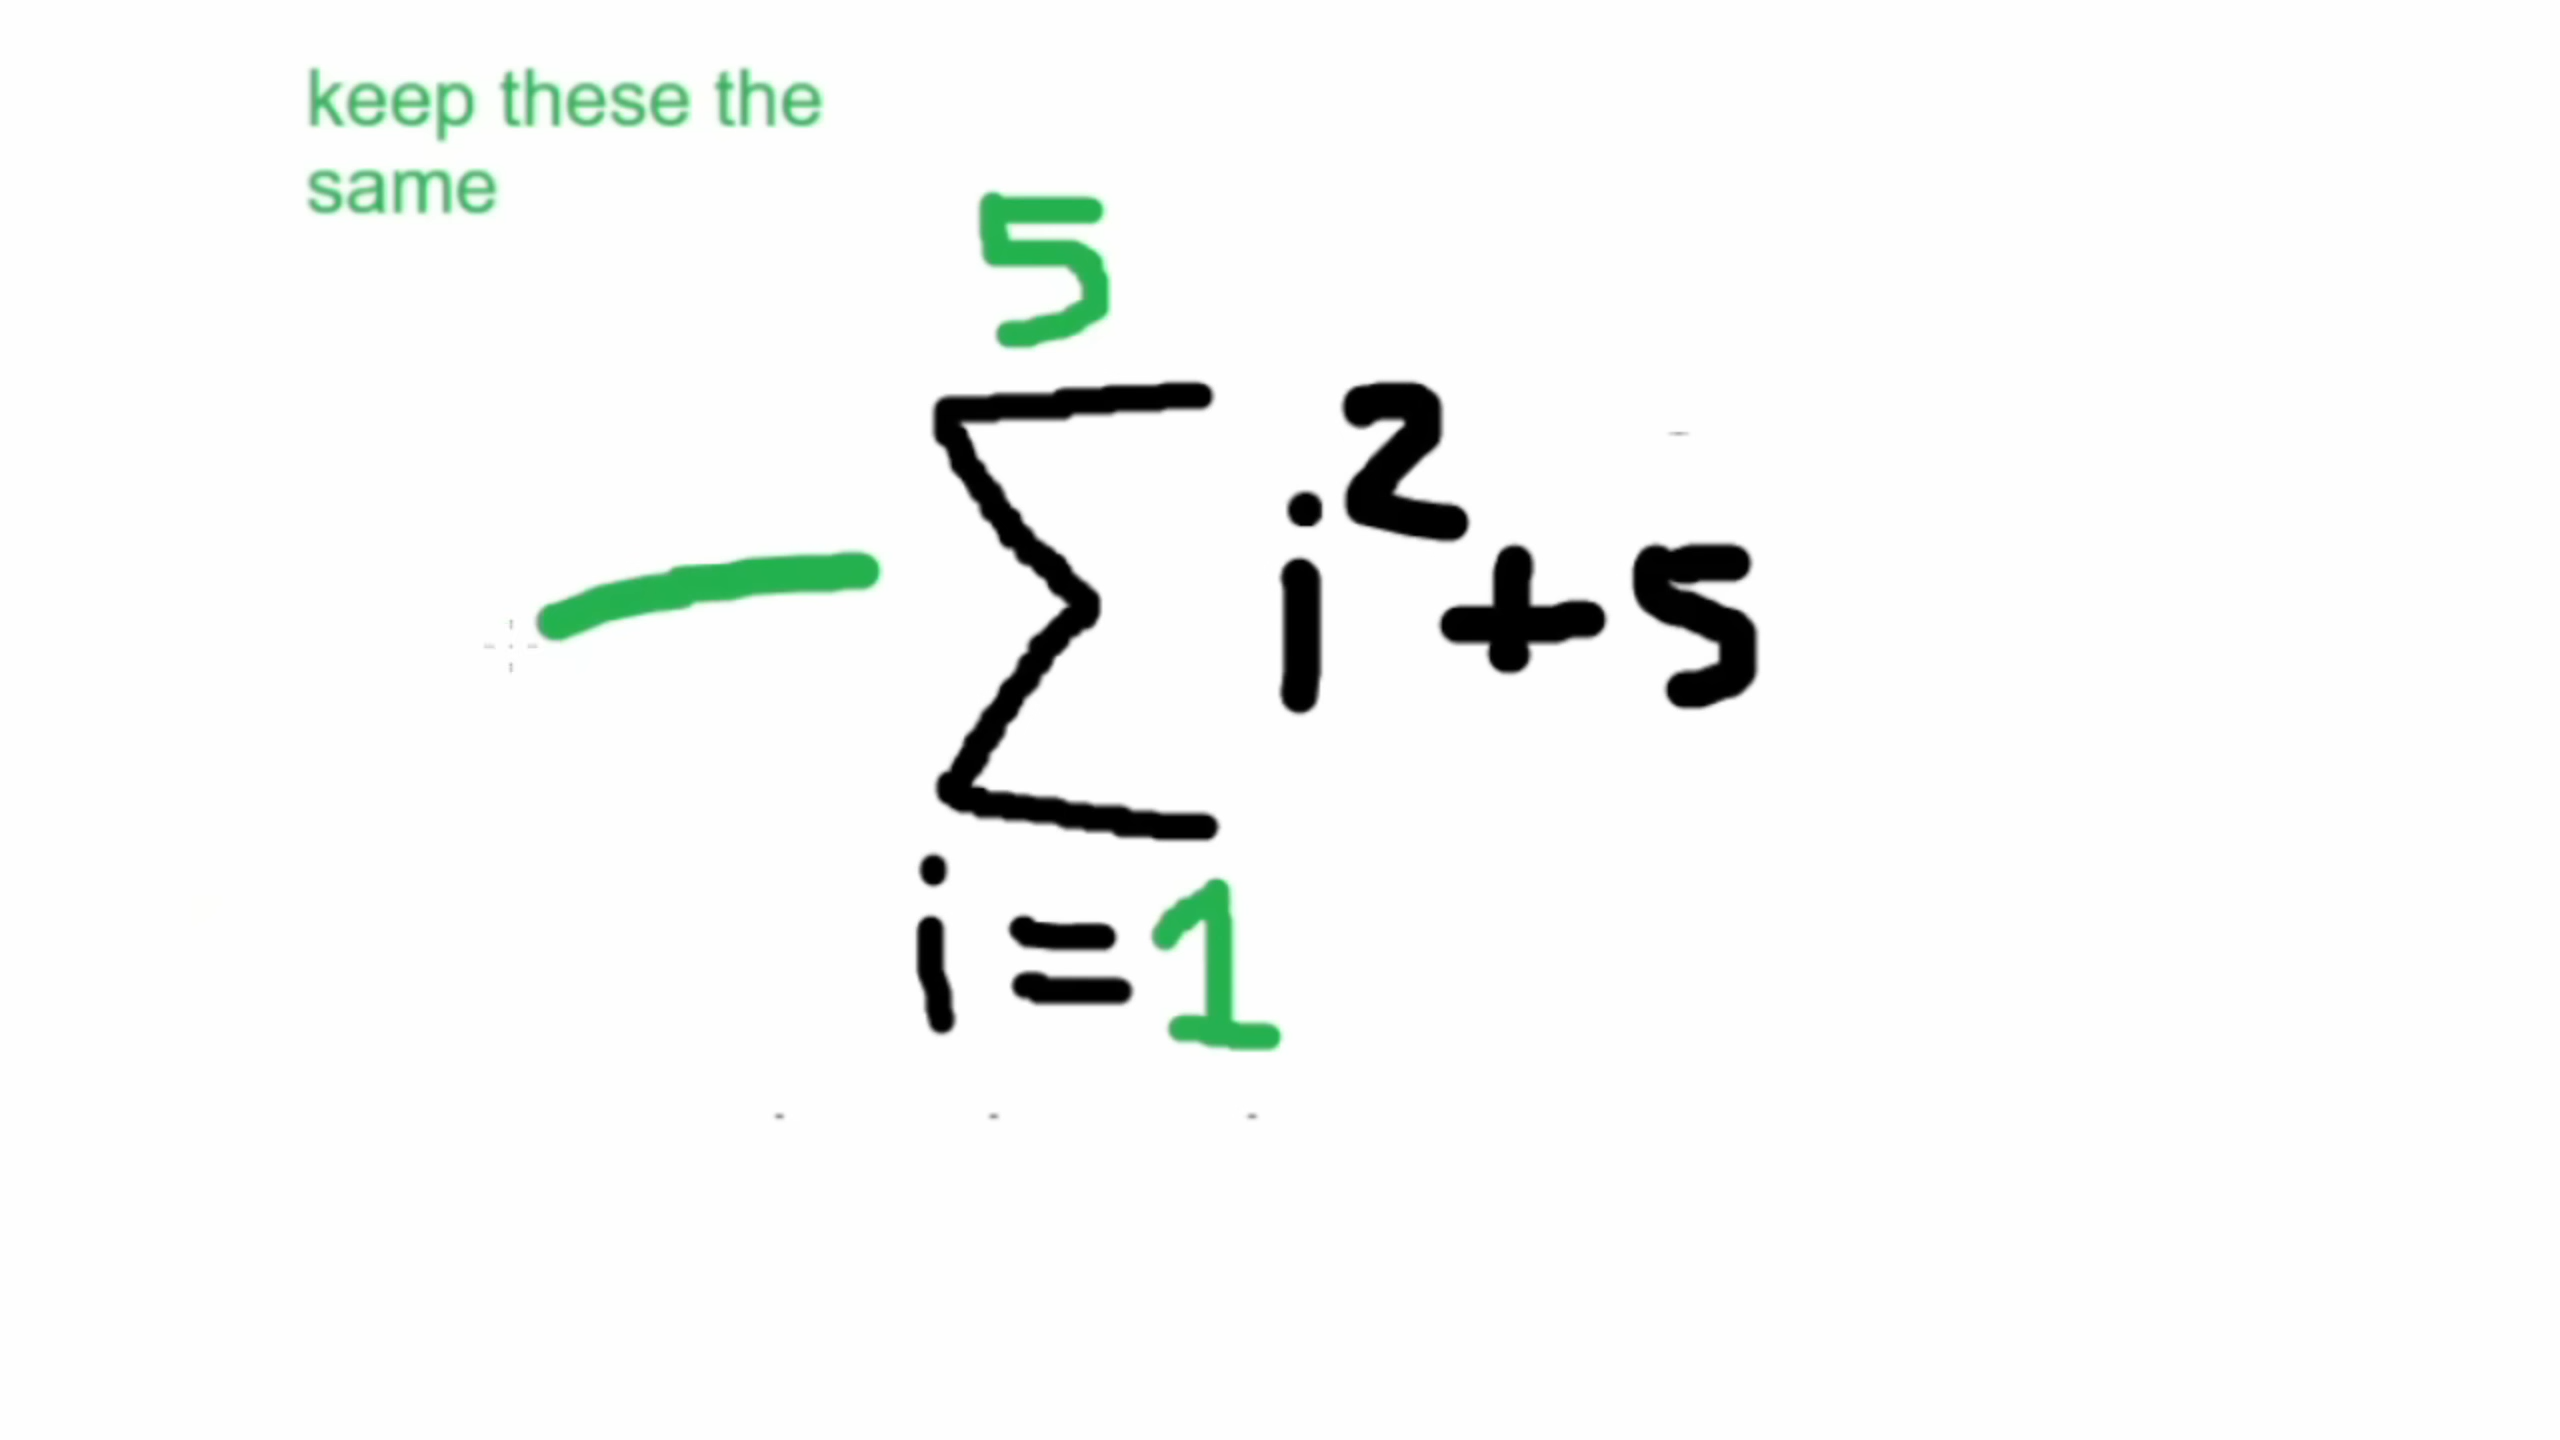 keep these the
same
5
− ∑ i² + 5
i = 1